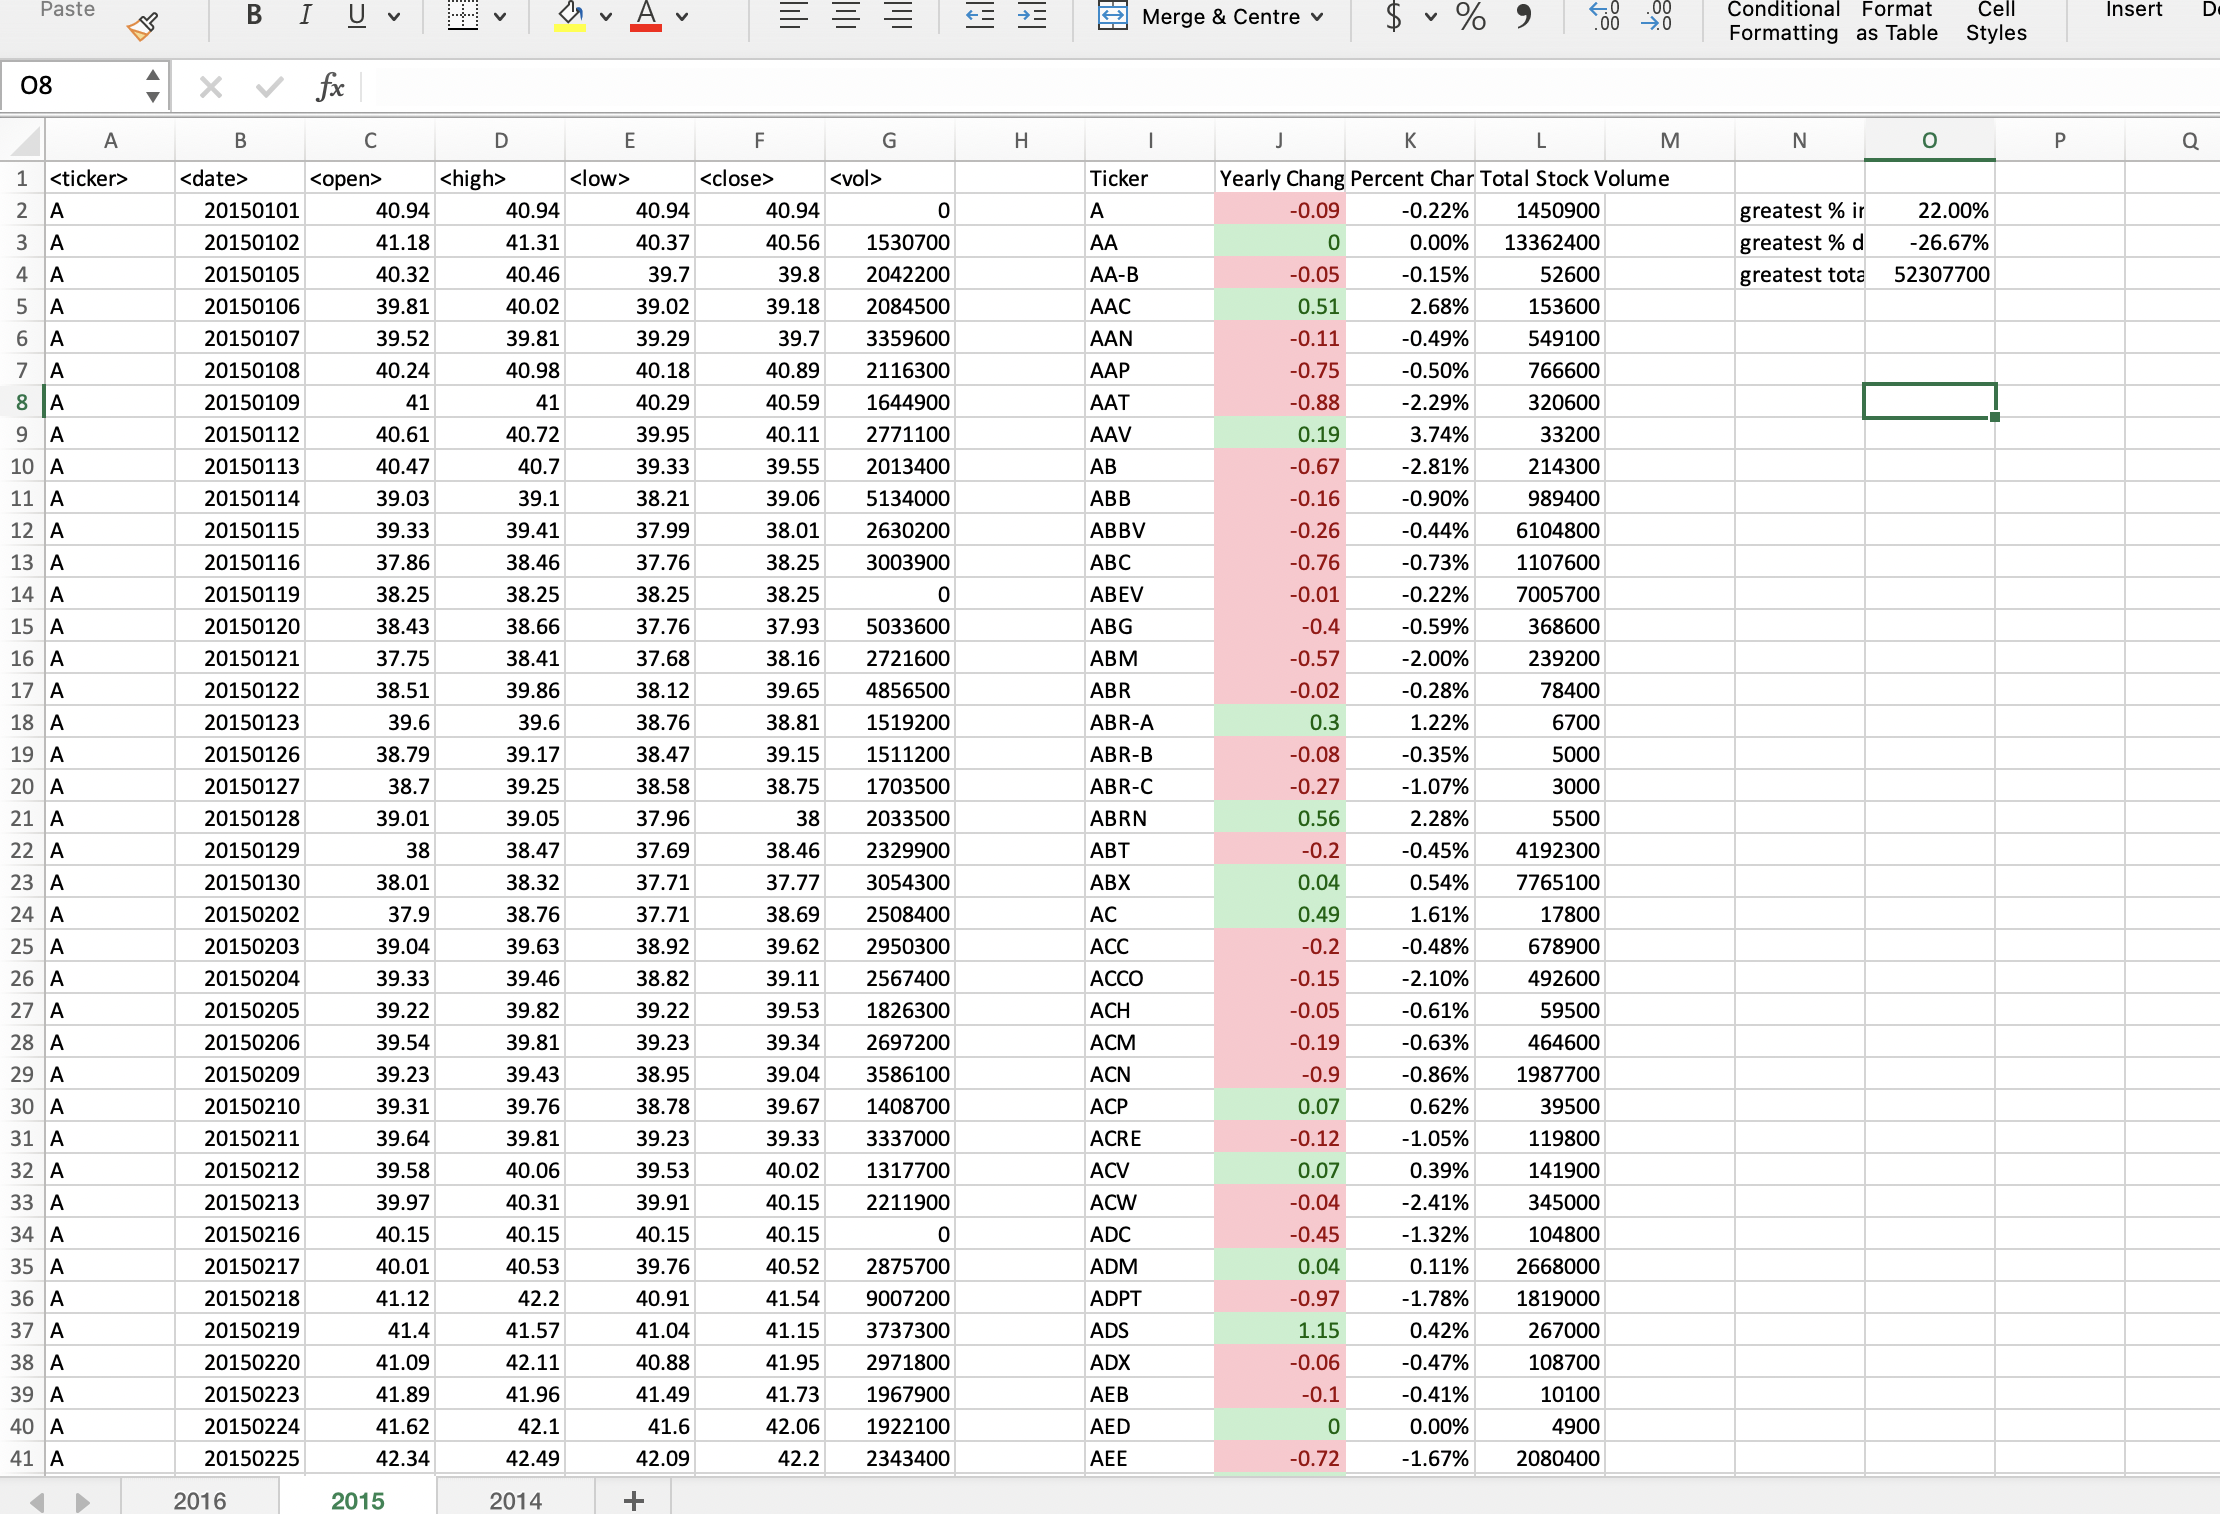 Paste B I U A Merge & Centre $ % Conditional Formatting Format as Table Cell Styles Insert
O8 fx
A B C D E F G H I J K L M N O P Q
1 <ticker> <date> <open> <high> <low> <close> <vol> Ticker Yearly Chang Percent Char Total Stock Volume
2 A 20150101 40.94 40.94 40.94 40.94 0 A -0.09 -0.22% 1450900 greatest % ir 22.00%
3 A 20150102 41.18 41.31 40.37 40.56 1530700 AA 0 0.00% 13362400 greatest % d -26.67%
4 A 20150105 40.32 40.46 39.7 39.8 2042200 AA-B -0.05 -0.15% 52600 greatest tota 52307700
5 A 20150106 39.81 40.02 39.02 39.18 2084500 AAC 0.51 2.68% 153600
6 A 20150107 39.52 39.81 39.29 39.7 3359600 AAN -0.11 -0.49% 549100
7 A 20150108 40.24 40.98 40.18 40.89 2116300 AAP -0.75 -0.50% 766600
8 A 20150109 41 41 40.29 40.59 1644900 AAT -0.88 -2.29% 320600
9 A 20150112 40.61 40.72 39.95 40.11 2771100 AAV 0.19 3.74% 33200
10 A 20150113 40.47 40.7 39.33 39.55 2013400 AB -0.67 -2.81% 214300
11 A 20150114 39.03 39.1 38.21 39.06 5134000 ABB -0.16 -0.90% 989400
12 A 20150115 39.33 39.41 37.99 38.01 2630200 ABBV -0.26 -0.44% 6104800
13 A 20150116 37.86 38.46 37.76 38.25 3003900 ABC -0.76 -0.73% 1107600
14 A 20150119 38.25 38.25 38.25 38.25 0 ABEV -0.01 -0.22% 7005700
15 A 20150120 38.43 38.66 37.76 37.93 5033600 ABG -0.4 -0.59% 368600
16 A 20150121 37.75 38.41 37.68 38.16 2721600 ABM -0.57 -2.00% 239200
17 A 20150122 38.51 39.86 38.12 39.65 4856500 ABR -0.02 -0.28% 78400
18 A 20150123 39.6 39.6 38.76 38.81 1519200 ABR-A 0.3 1.22% 6700
19 A 20150126 38.79 39.17 38.47 39.15 1511200 ABR-B -0.08 -0.35% 5000
20 A 20150127 38.7 39.25 38.58 38.75 1703500 ABR-C -0.27 -1.07% 3000
21 A 20150128 39.01 39.05 37.96 38 2033500 ABRN 0.56 2.28% 5500
22 A 20150129 38 38.47 37.69 38.46 2329900 ABT -0.2 -0.45% 4192300
23 A 20150130 38.01 38.32 37.71 37.77 3054300 ABX 0.04 0.54% 7765100
24 A 20150202 37.9 38.76 37.71 38.69 2508400 AC 0.49 1.61% 17800
25 A 20150203 39.04 39.63 38.92 39.62 2950300 ACC -0.2 -0.48% 678900
26 A 20150204 39.33 39.46 38.82 39.11 2567400 ACCO -0.15 -2.10% 492600
27 A 20150205 39.22 39.82 39.22 39.53 1826300 ACH -0.05 -0.61% 59500
28 A 20150206 39.54 39.81 39.23 39.34 2697200 ACM -0.19 -0.63% 464600
29 A 20150209 39.23 39.43 38.95 39.04 3586100 ACN -0.9 -0.86% 1987700
30 A 20150210 39.31 39.76 38.78 39.67 1408700 ACP 0.07 0.62% 39500
31 A 20150211 39.64 39.81 39.23 39.33 3337000 ACRE -0.12 -1.05% 119800
32 A 20150212 39.58 40.06 39.53 40.02 1317700 ACV 0.07 0.39% 141900
33 A 20150213 39.97 40.31 39.91 40.15 2211900 ACW -0.04 -2.41% 345000
34 A 20150216 40.15 40.15 40.15 40.15 0 ADC -0.45 -1.32% 104800
35 A 20150217 40.01 40.53 39.76 40.52 2875700 ADM 0.04 0.11% 2668000
36 A 20150218 41.12 42.2 40.91 41.54 9007200 ADPT -0.97 -1.78% 1819000
37 A 20150219 41.4 41.57 41.04 41.15 3737300 ADS 1.15 0.42% 267000
38 A 20150220 41.09 42.11 40.88 41.95 2971800 ADX -0.06 -0.47% 108700
39 A 20150223 41.89 41.96 41.49 41.73 1967900 AEB -0.1 -0.41% 10100
40 A 20150224 41.62 42.1 41.6 42.06 1922100 AED 0 0.00% 4900
41 A 20150225 42.34 42.49 42.09 42.2 2343400 AEE -0.72 -1.67% 2080400
2016 2015 2014 +